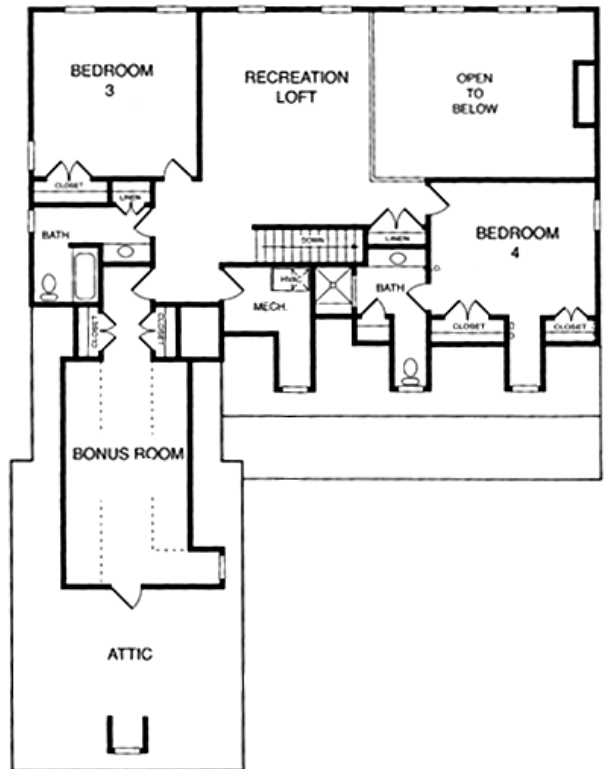 BEDROOM
3
RECREATION
LOFT
OPEN
TO
BELOW
CLOSET
LINEN
BATH
DOWN
LINEN
BEDROOM
4
HVAC
MECH.
BATH
CLOSET
CLOSET
CLOSET
CLOSET
BONUS ROOM
ATTIC